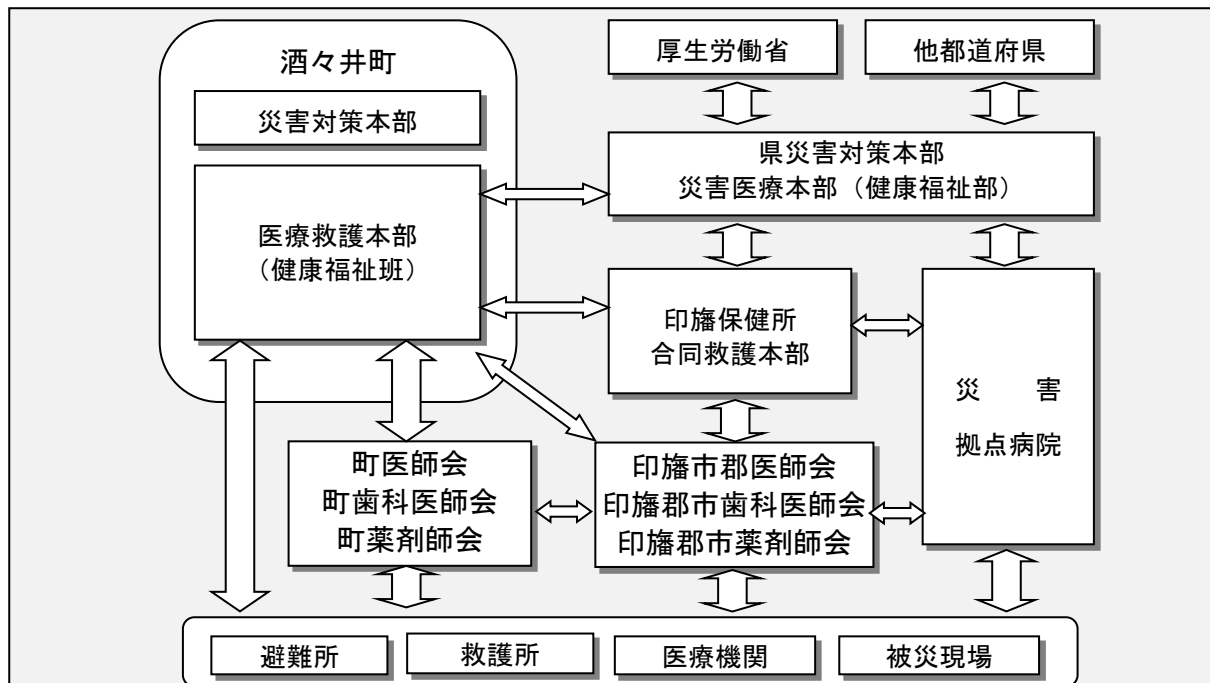 酒々井町
災害対策本部
医療救護本部
（健康福祉班）
厚生労働省
他都道府県
県災害対策本部
災害医療本部（健康福祉部）
印旛保健所
合同救護本部
災　　害
拠点病院
町医師会
町歯科医師会
町薬剤師会
印旛市郡医師会
印旛郡市歯科医師会
印旛郡市薬剤師会
避難所
救護所
医療機関
被災現場